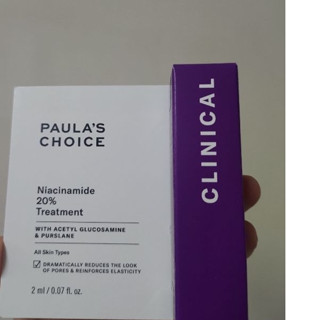 PAULA'S
CHOICE
Niacinamide
20%
Treatment
WITH ACETYL GLUCOSAMINE
& PURSLANE
All Skin Types
DRAMATICALLY REDUCES THE LOOK
OF PORES & REINFORCES ELASTICITY
2 ml / 0.07 fl. oz.
CLINICAL